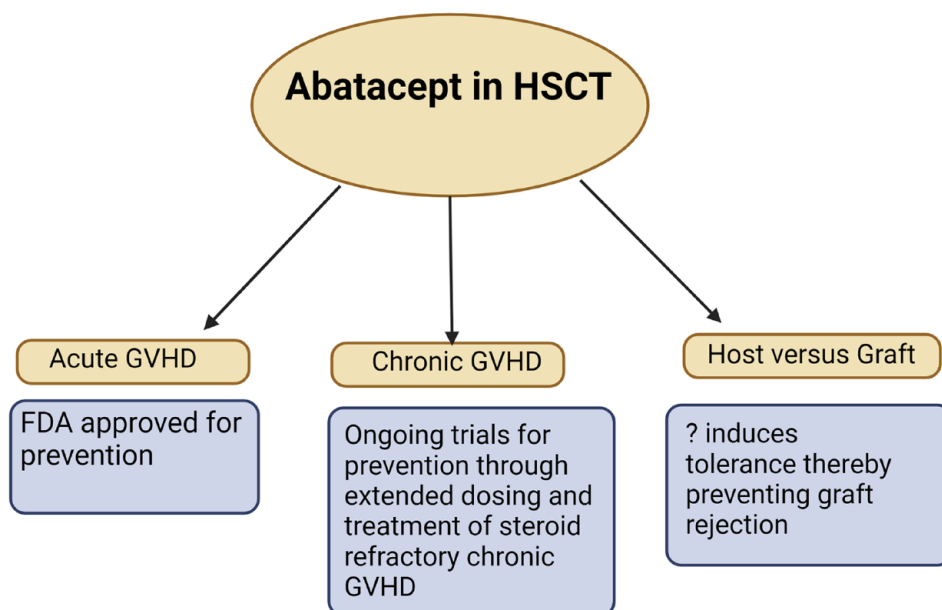 Abatacept in HSCT
Acute GVHD
FDA approved for
prevention
Chronic GVHD
Ongoing trials for
prevention through
extended dosing and
treatment of steroid
refractory chronic
GVHD
Host versus Graft
? induces
tolerance thereby
preventing graft
rejection